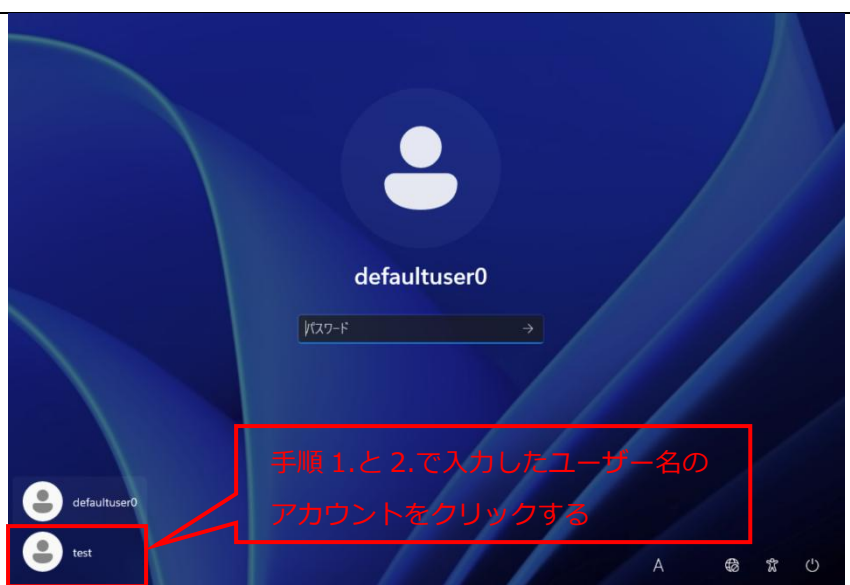 defaultuser0
パスワード
手順 1.と 2.で入力したユーザー名の
アカウントをクリックする
defaultuser0
test
A